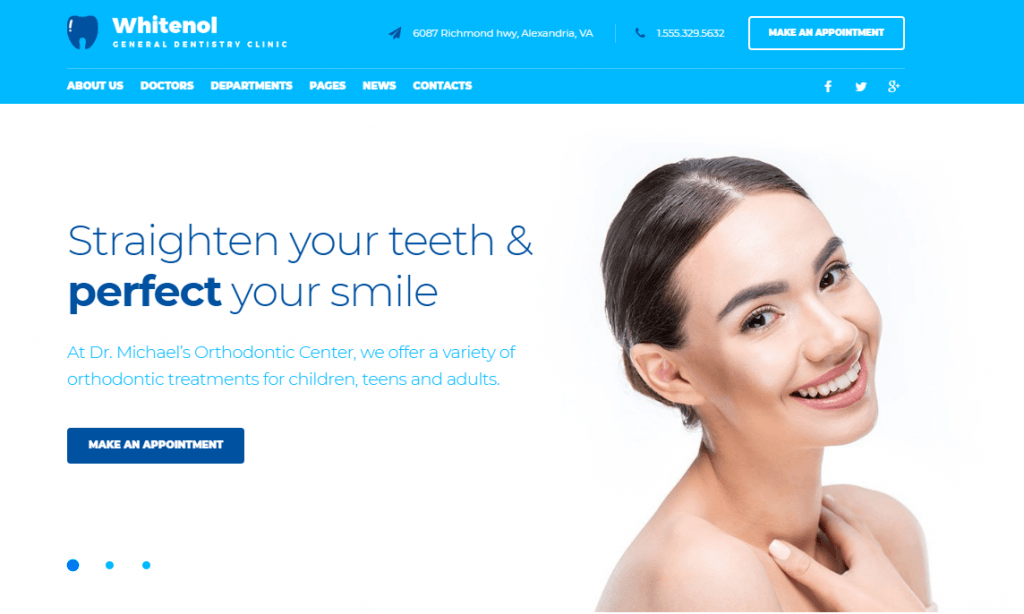 Whitenol
GENERAL DENTISTRY CLINIC
6087 Richmond hwy, Alexandria, VA
1.555.329.5632
MAKE AN APPOINTMENT
ABOUT US DOCTORS DEPARTMENTS PAGES NEWS CONTACTS
Straighten your teeth &
perfect your smile
At Dr. Michael's Orthodontic Center, we offer a variety of
orthodontic treatments for children, teens and adults.
MAKE AN APPOINTMENT